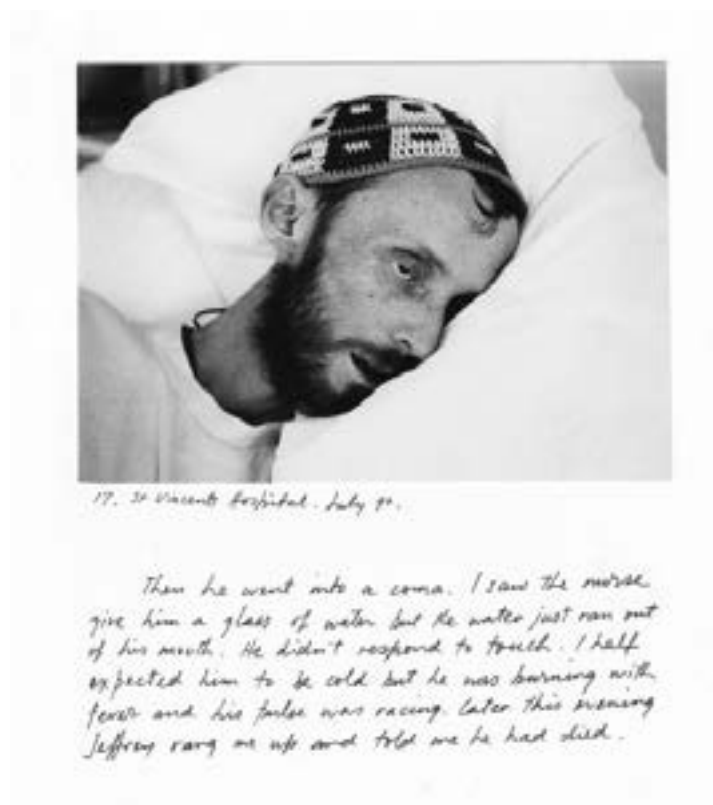 17. St Vincents Hospital. July 90.
Then he went into a coma. I saw the nurse
give him a glass of water but the water just ran out
of his mouth. He didn't respond to touch. I half
expected him to be cold but he was burning with
fever and his pulse was racing. Later this evening
Jeffrey rang me up and told me he had died.